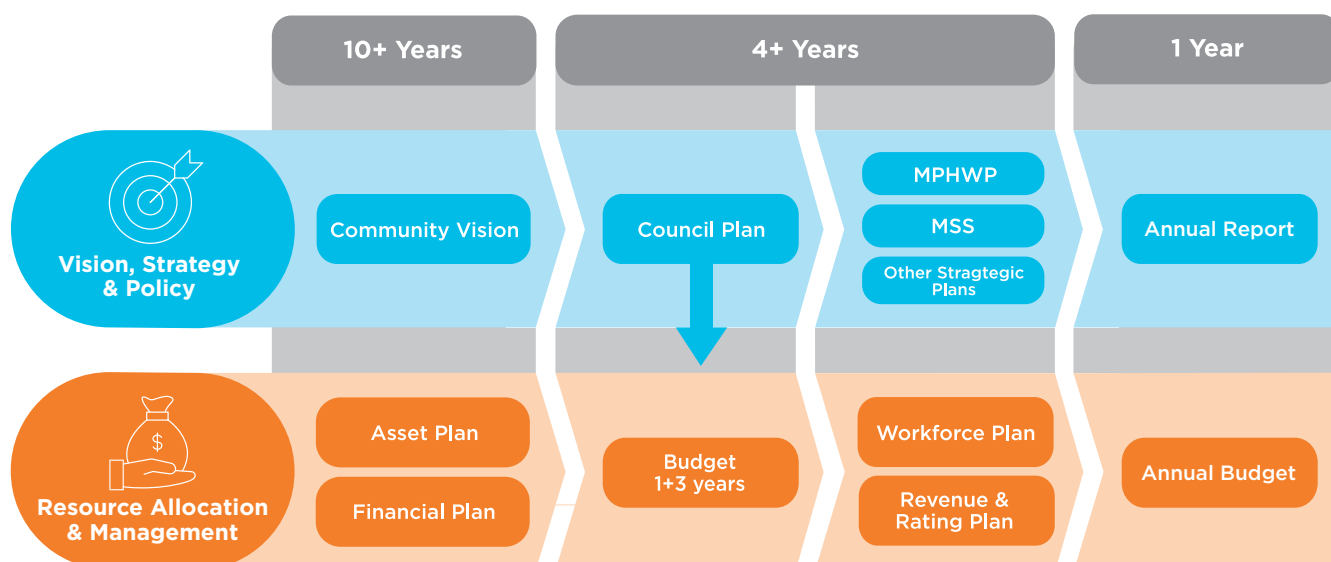 10+ Years
4+ Years
1 Year
Vision, Strategy
& Policy
Community Vision
Council Plan
MPHWP
MSS
Other Stragtegic
Plans
Annual Report
$
Resource Allocation
& Management
Asset Plan
Financial Plan
Budget
1+3 years
Workforce Plan
Revenue &
Rating Plan
Annual Budget